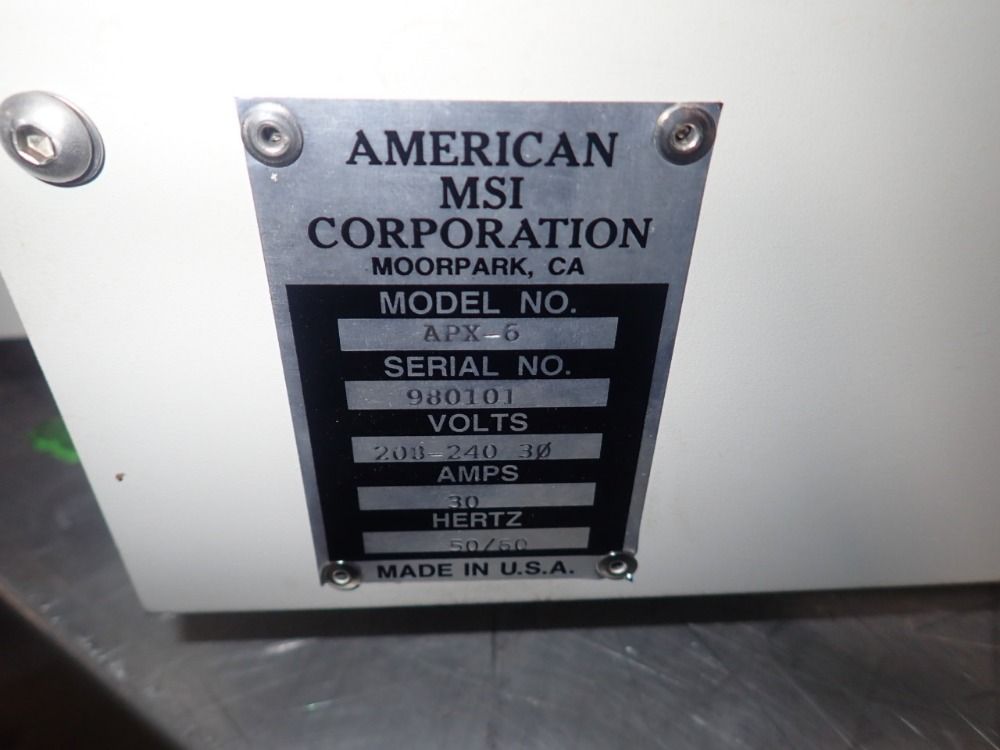 AMERICAN
MSI
CORPORATION
MOORPARK, CA
MODEL NO.
APX-6
SERIAL NO.
980101
VOLTS
208-240 3Ø
AMPS
30
HERTZ
50/60
MADE IN U.S.A.